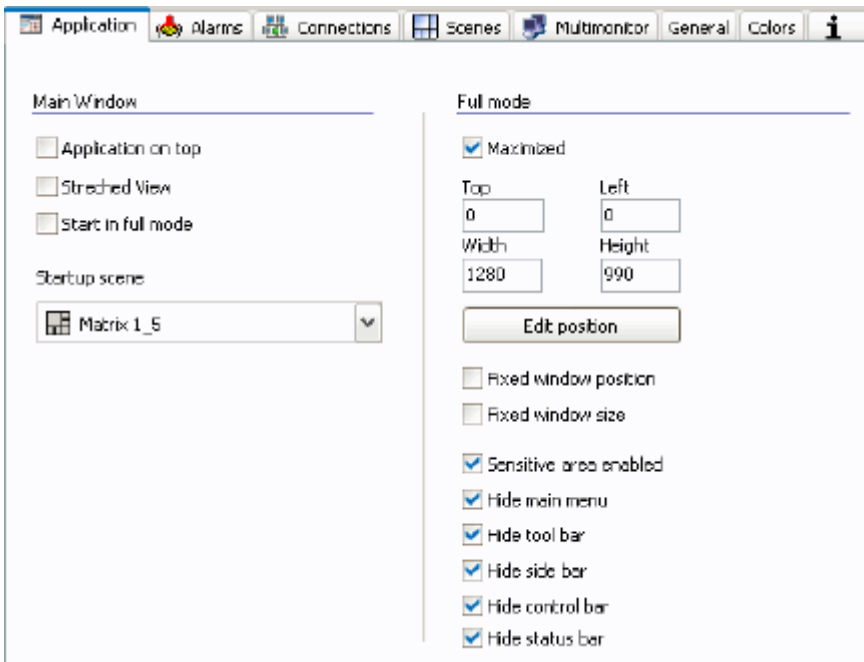 Application Alarms Connections Scenes Multimonitor General Colors i
Main Window
Application on top
Streched View
Start in full mode
Startup scene
Matrix 1_5
Full mode
Maximized
Top Left
0 0
Width Height
1280 990
Edit position
Fixed window position
Fixed window size
Sensitive area enabled
Hide main menu
Hide tool bar
Hide side bar
Hide control bar
Hide status bar